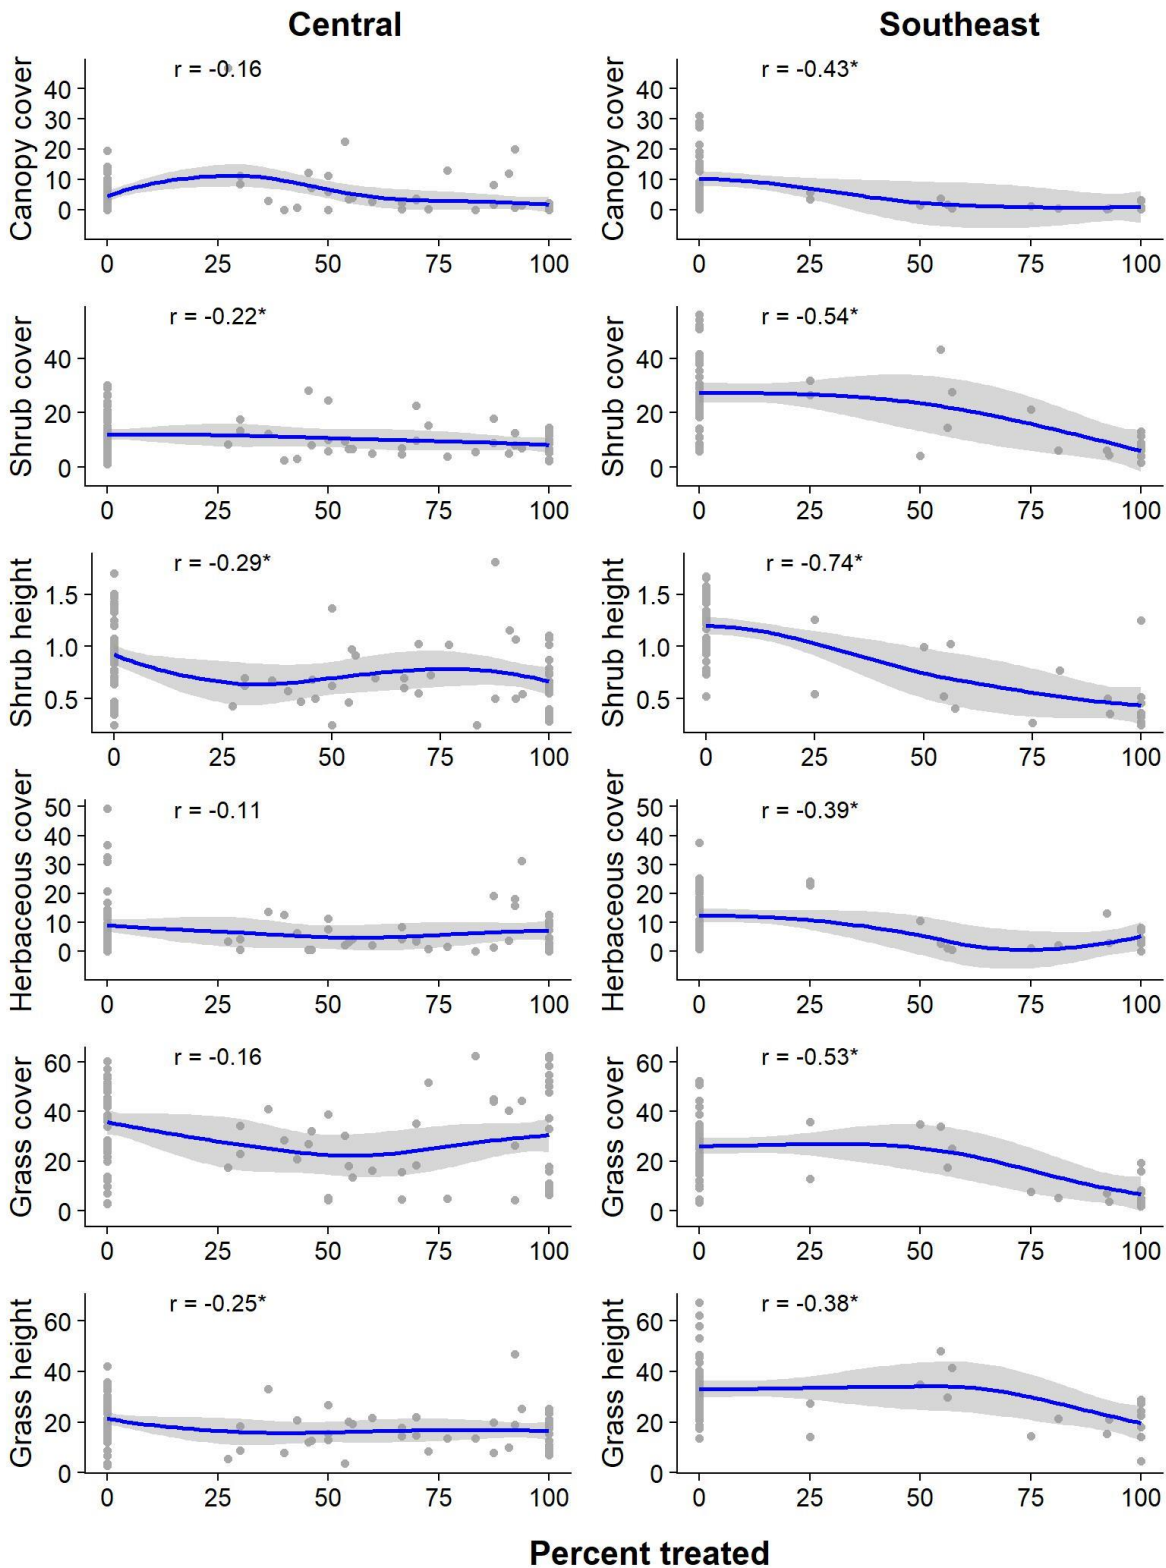 Central
Southeast
Canopy cover
r = -0.16
40
30
20
10
0
0 25 50 75 100
Canopy cover
r = -0.43*
40
30
20
10
0
0 25 50 75 100
Shrub cover
r = -0.22*
40
20
0
0 25 50 75 100
Shrub cover
r = -0.54*
40
20
0
0 25 50 75 100
Shrub height
r = -0.29*
1.5
1.0
0.5
0 25 50 75 100
Shrub height
r = -0.74*
1.5
1.0
0.5
0 25 50 75 100
Herbaceous cover
r = -0.11
50
40
30
20
10
0
0 25 50 75 100
Herbaceous cover
r = -0.39*
50
40
30
20
10
0
0 25 50 75 100
Grass cover
r = -0.16
60
40
20
0
0 25 50 75 100
Grass cover
r = -0.53*
60
40
20
0
0 25 50 75 100
Grass height
r = -0.25*
60
40
20
0
0 25 50 75 100
Grass height
r = -0.38*
60
40
20
0
0 25 50 75 100
Percent treated